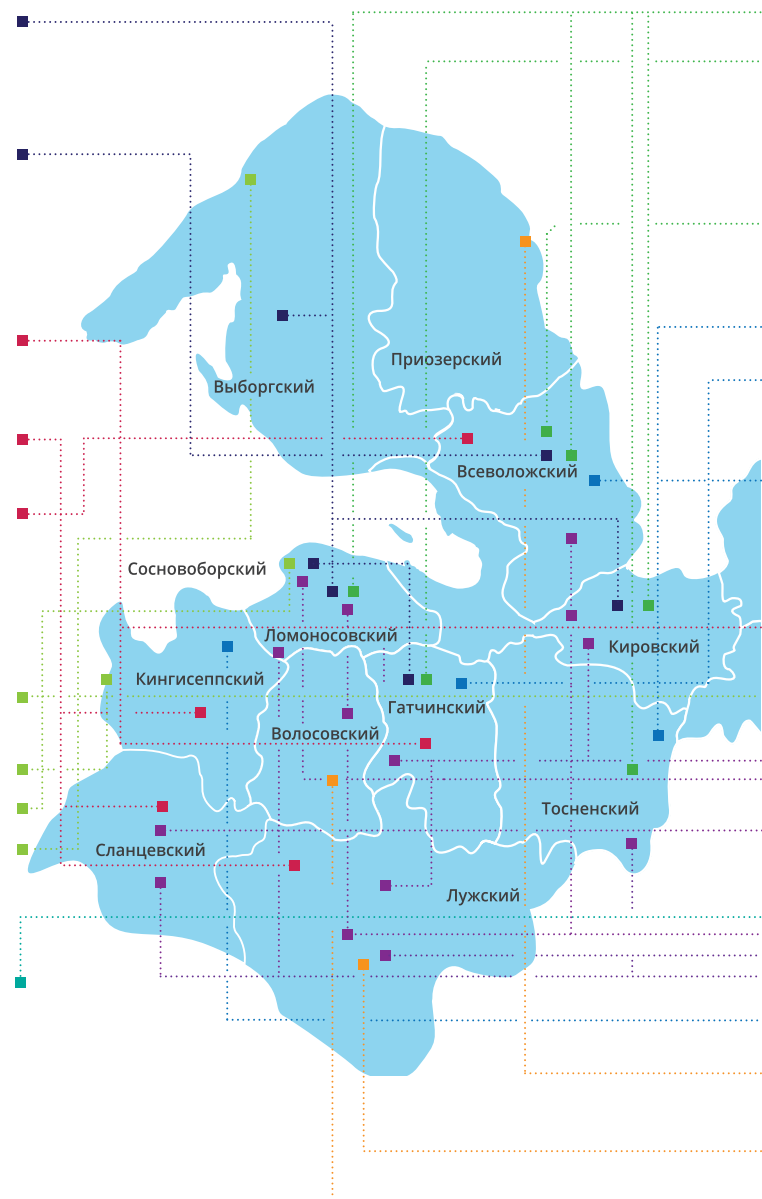 Приозерский
Выборгский
Всеволожский
Сосновоборский
Ломоносовский
Кировский
Кингисеппский
Гатчинский
Волосовский
Тосненский
Сланцевский
Лужский